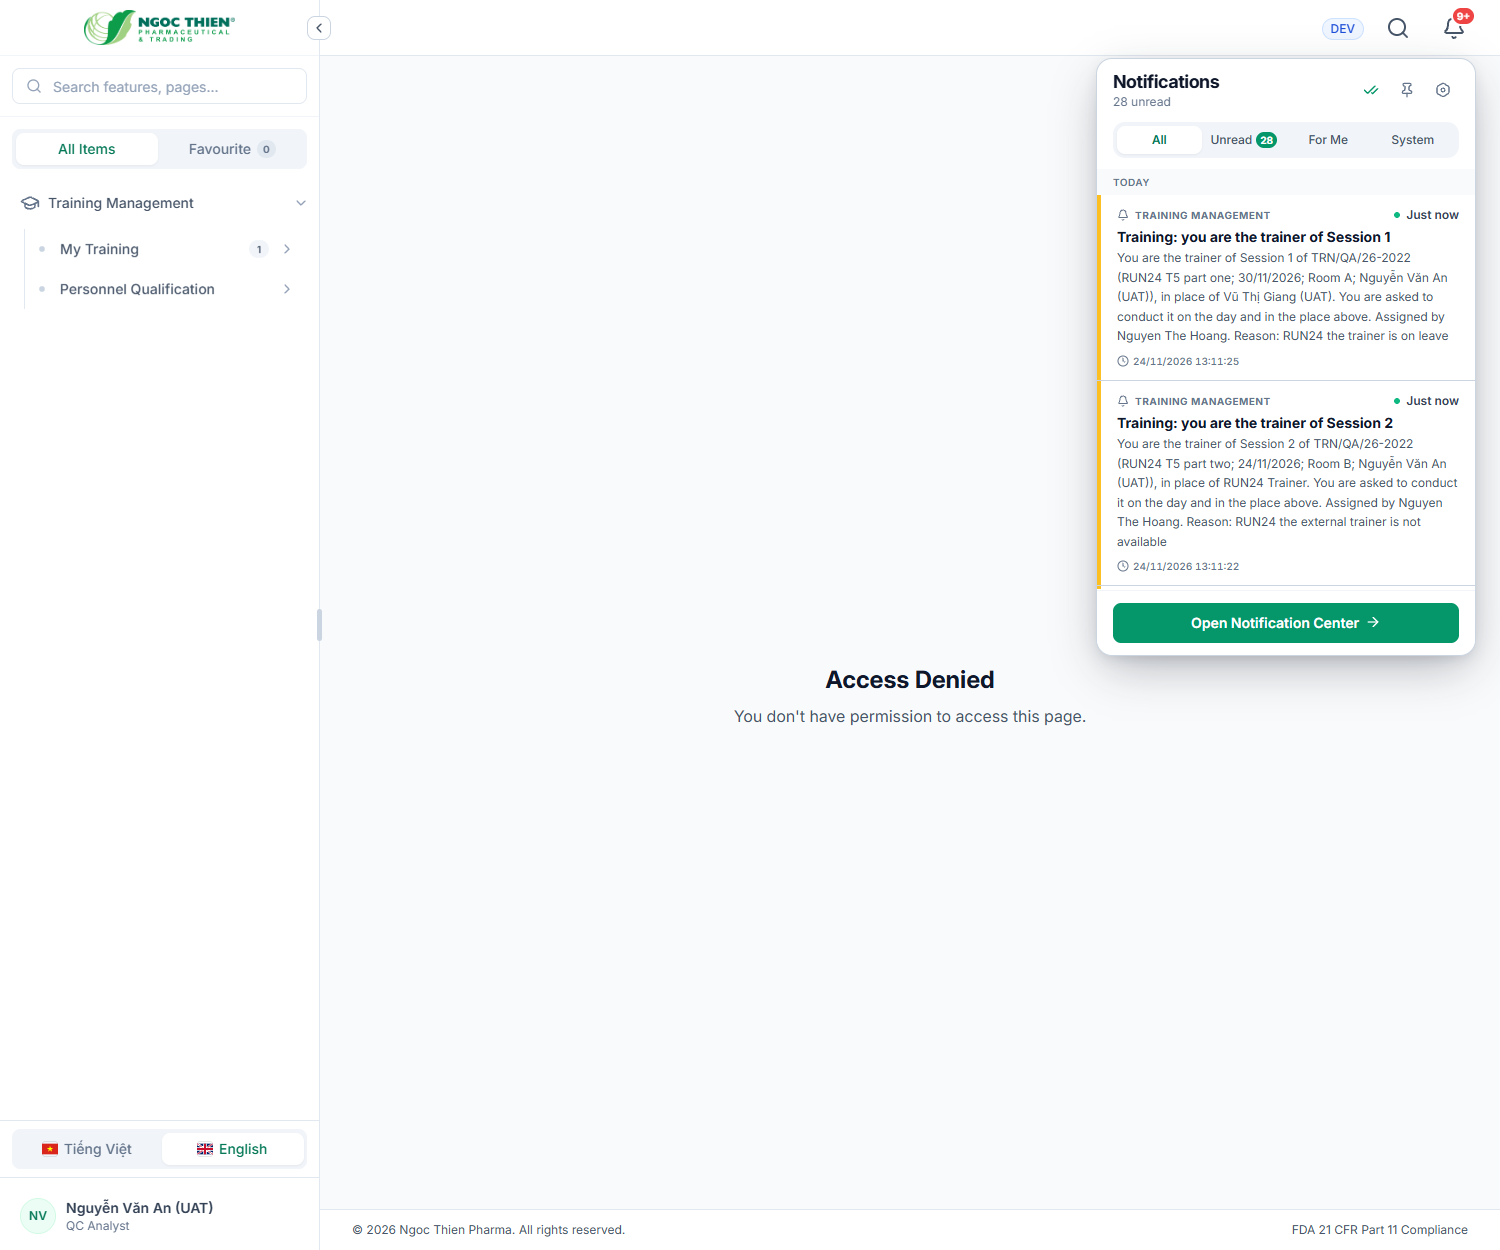 NGOC THIEN®
PHARMACEUTICAL
& TRADING
DEV
9+
Search features, pages...
All Items
Favourite 0
Training Management
My Training 1
Personnel Qualification
Notifications
28 unread
All
Unread 28
For Me
System
TODAY
TRAINING MANAGEMENT
Just now
Training: you are the trainer of Session 1
You are the trainer of Session 1 of TRN/QA/26-2022
(RUN24 T5 part one; 30/11/2026; Room A; Nguyễn Văn An
(UAT)), in place of Vũ Thị Giang (UAT). You are asked to
conduct it on the day and in the place above. Assigned by
Nguyen The Hoang. Reason: RUN24 the trainer is on leave
24/11/2026 13:11:25
TRAINING MANAGEMENT
Just now
Training: you are the trainer of Session 2
You are the trainer of Session 2 of TRN/QA/26-2022
(RUN24 T5 part two; 24/11/2026; Room B; Nguyễn Văn An
(UAT)), in place of RUN24 Trainer. You are asked to conduct
it on the day and in the place above. Assigned by Nguyen
The Hoang. Reason: RUN24 the external trainer is not
available
24/11/2026 13:11:22
Open Notification Center
Access Denied
You don't have permission to access this page.
Tiếng Việt
English
NV
Nguyễn Văn An (UAT)
QC Analyst
© 2026 Ngoc Thien Pharma. All rights reserved.
FDA 21 CFR Part 11 Compliance